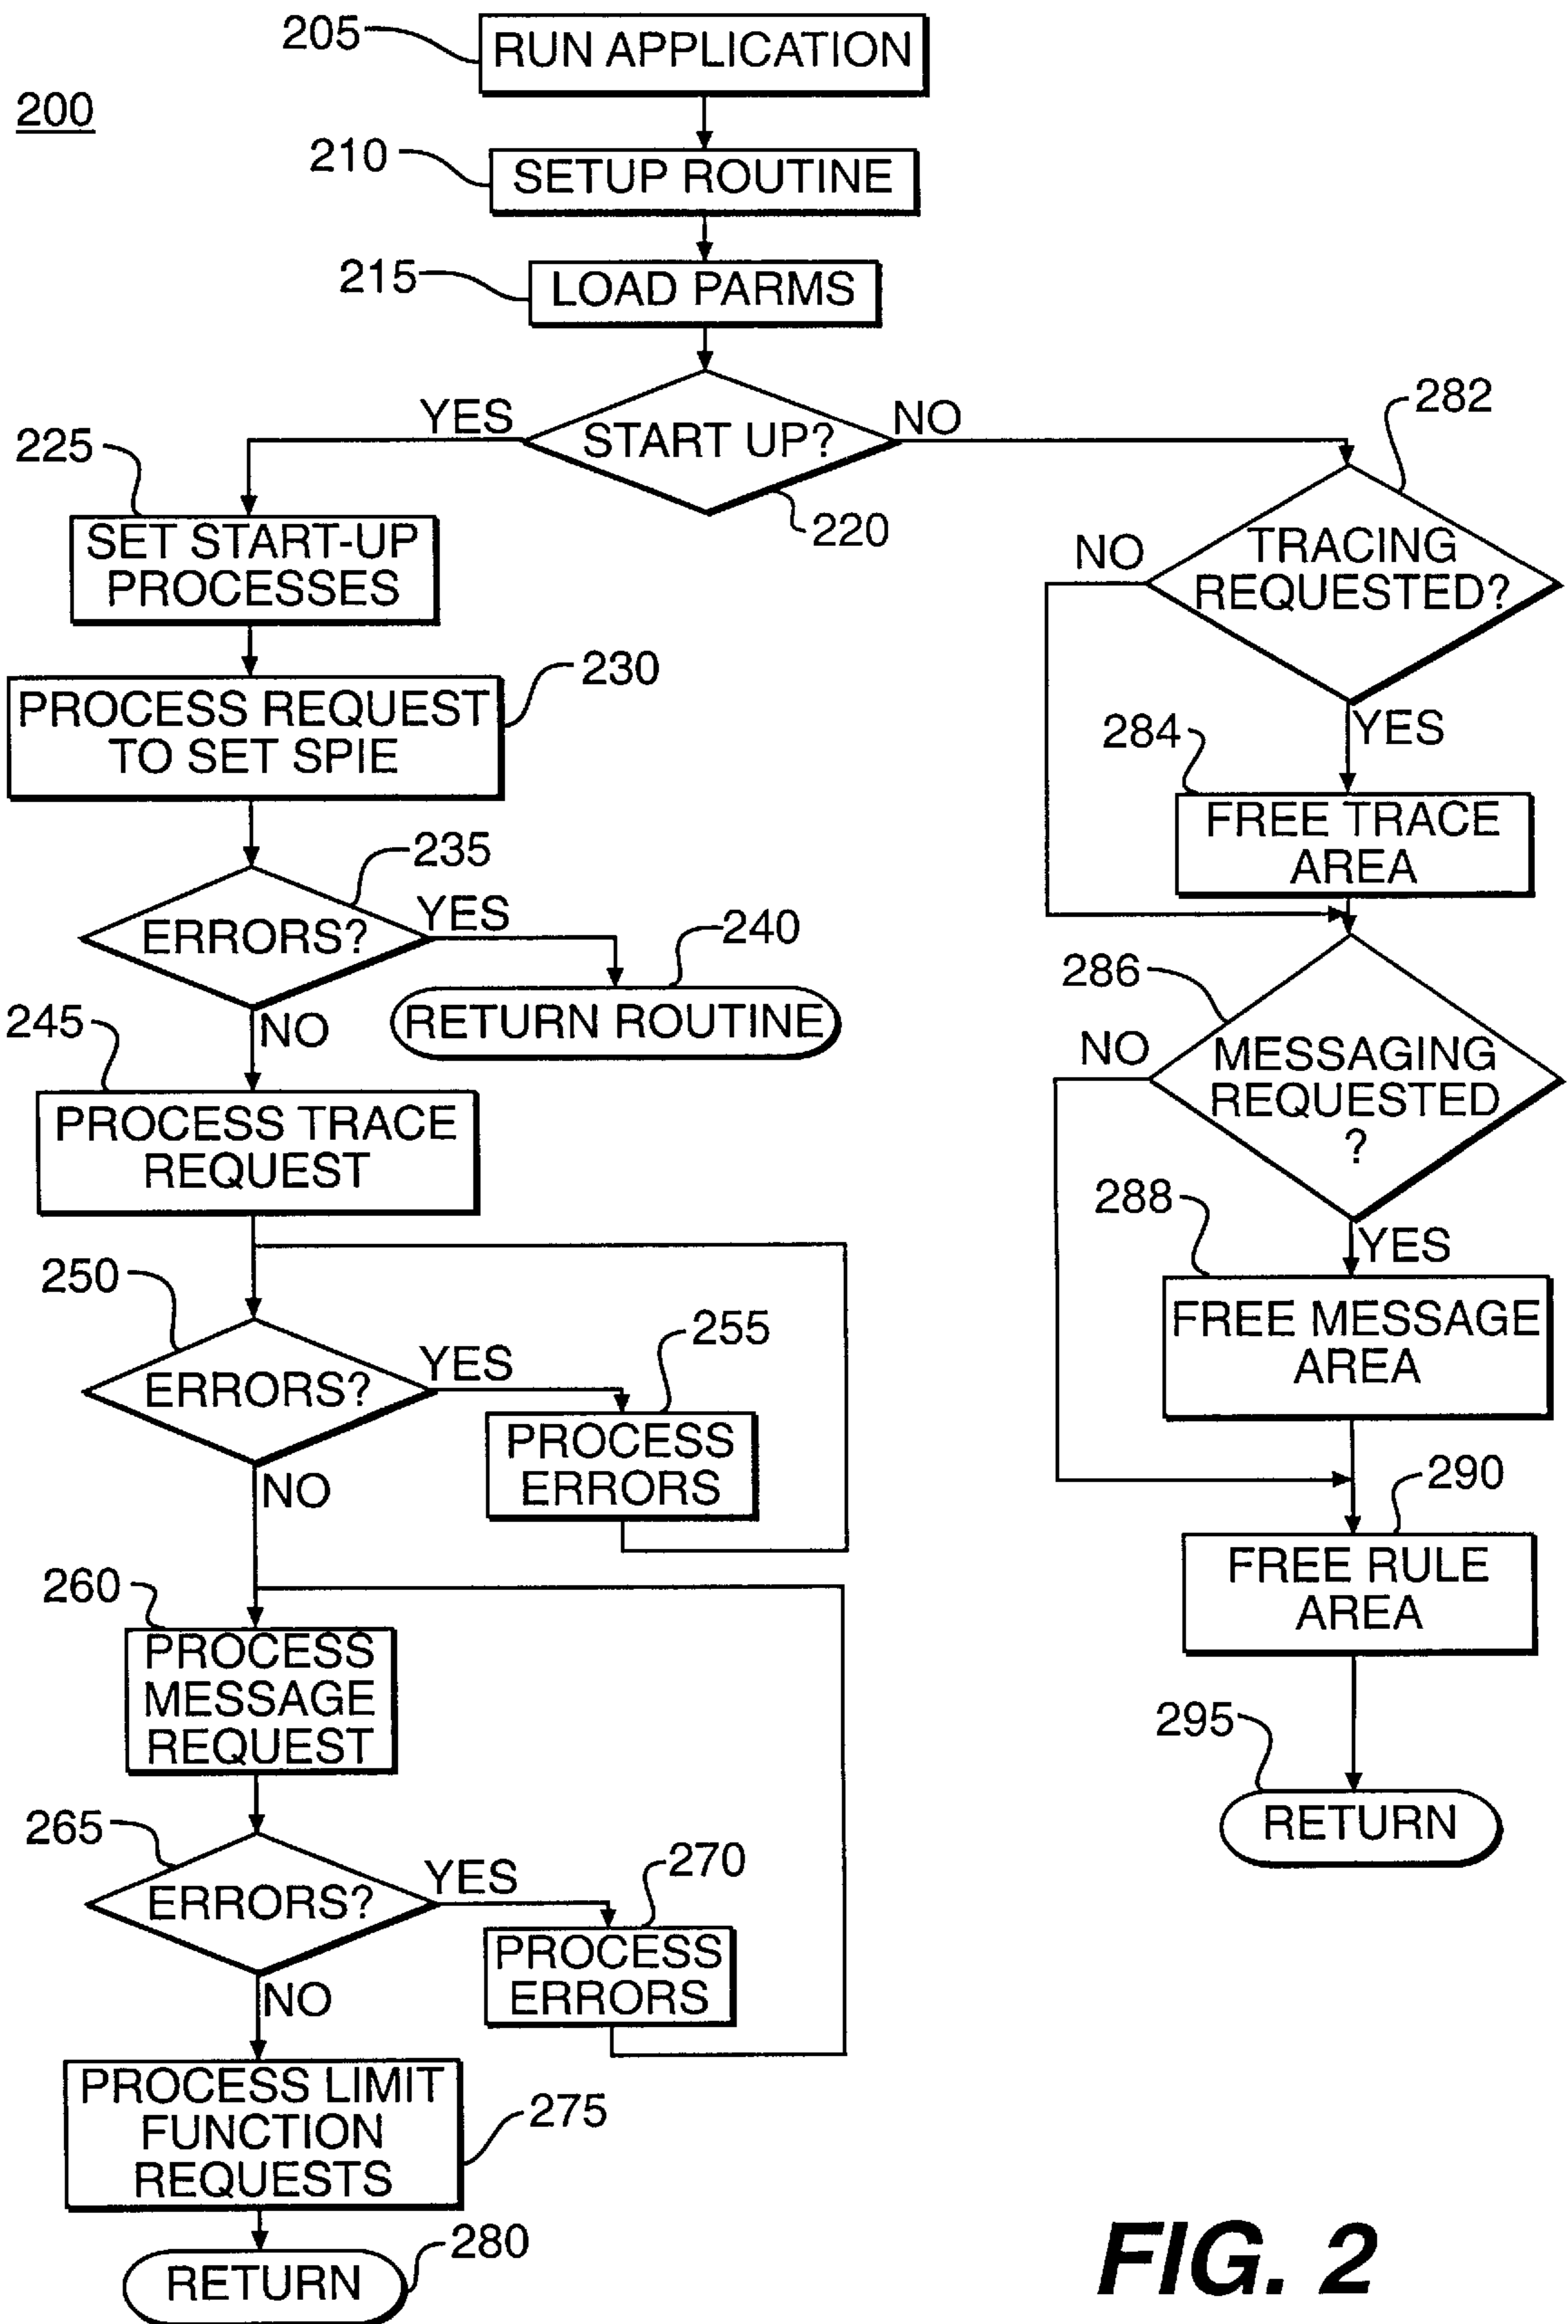 205
RUN APPLICATION
200
210
SETUP ROUTINE
215
LOAD PARMS
YES
START UP?
NO
220
225
SET START-UP
PROCESSES
230
PROCESS REQUEST
TO SET SPIE
235
ERRORS?
YES
240
RETURN ROUTINE
NO
245
PROCESS TRACE
REQUEST
250
ERRORS?
YES
255
PROCESS
ERRORS
NO
260
PROCESS
MESSAGE
REQUEST
265
ERRORS?
YES
270
PROCESS
ERRORS
NO
PROCESS LIMIT
FUNCTION
REQUESTS
275
RETURN
280
282
NO
TRACING
REQUESTED?
YES
284
FREE TRACE
AREA
286
NO
MESSAGING
REQUESTED
?
288
YES
FREE MESSAGE
AREA
290
FREE RULE
AREA
295
RETURN
FIG. 2